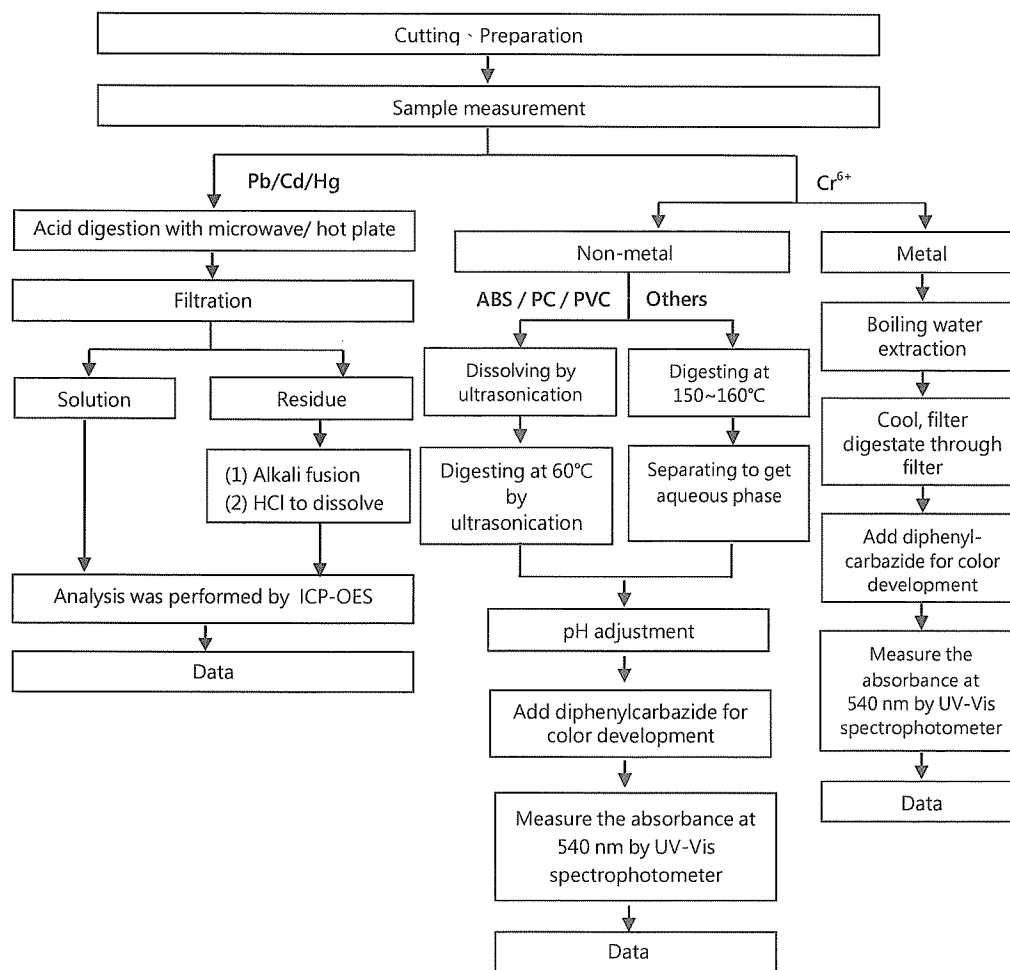 Cutting、Preparation
Sample measurement
Pb/Cd/Hg
Acid digestion with microwave/ hot plate
Filtration
Solution
Residue
(1) Alkali fusion
(2) HCl to dissolve
Analysis was performed by ICP-OES
Data
Cr⁶⁺
Non-metal
ABS / PC / PVC
Others
Dissolving by
ultrasonication
Digesting at 60°C
by
ultrasonication
Digesting at
150~160°C
Separating to get
aqueous phase
pH adjustment
Add diphenylcarbazide for
color development
Measure the absorbance at
540 nm by UV-Vis
spectrophotometer
Data
Metal
Boiling water
extraction
Cool, filter
digestate through
filter
Add diphenyl-
carbazide for color
development
Measure the
absorbance at
540 nm by UV-Vis
spectrophotometer
Data